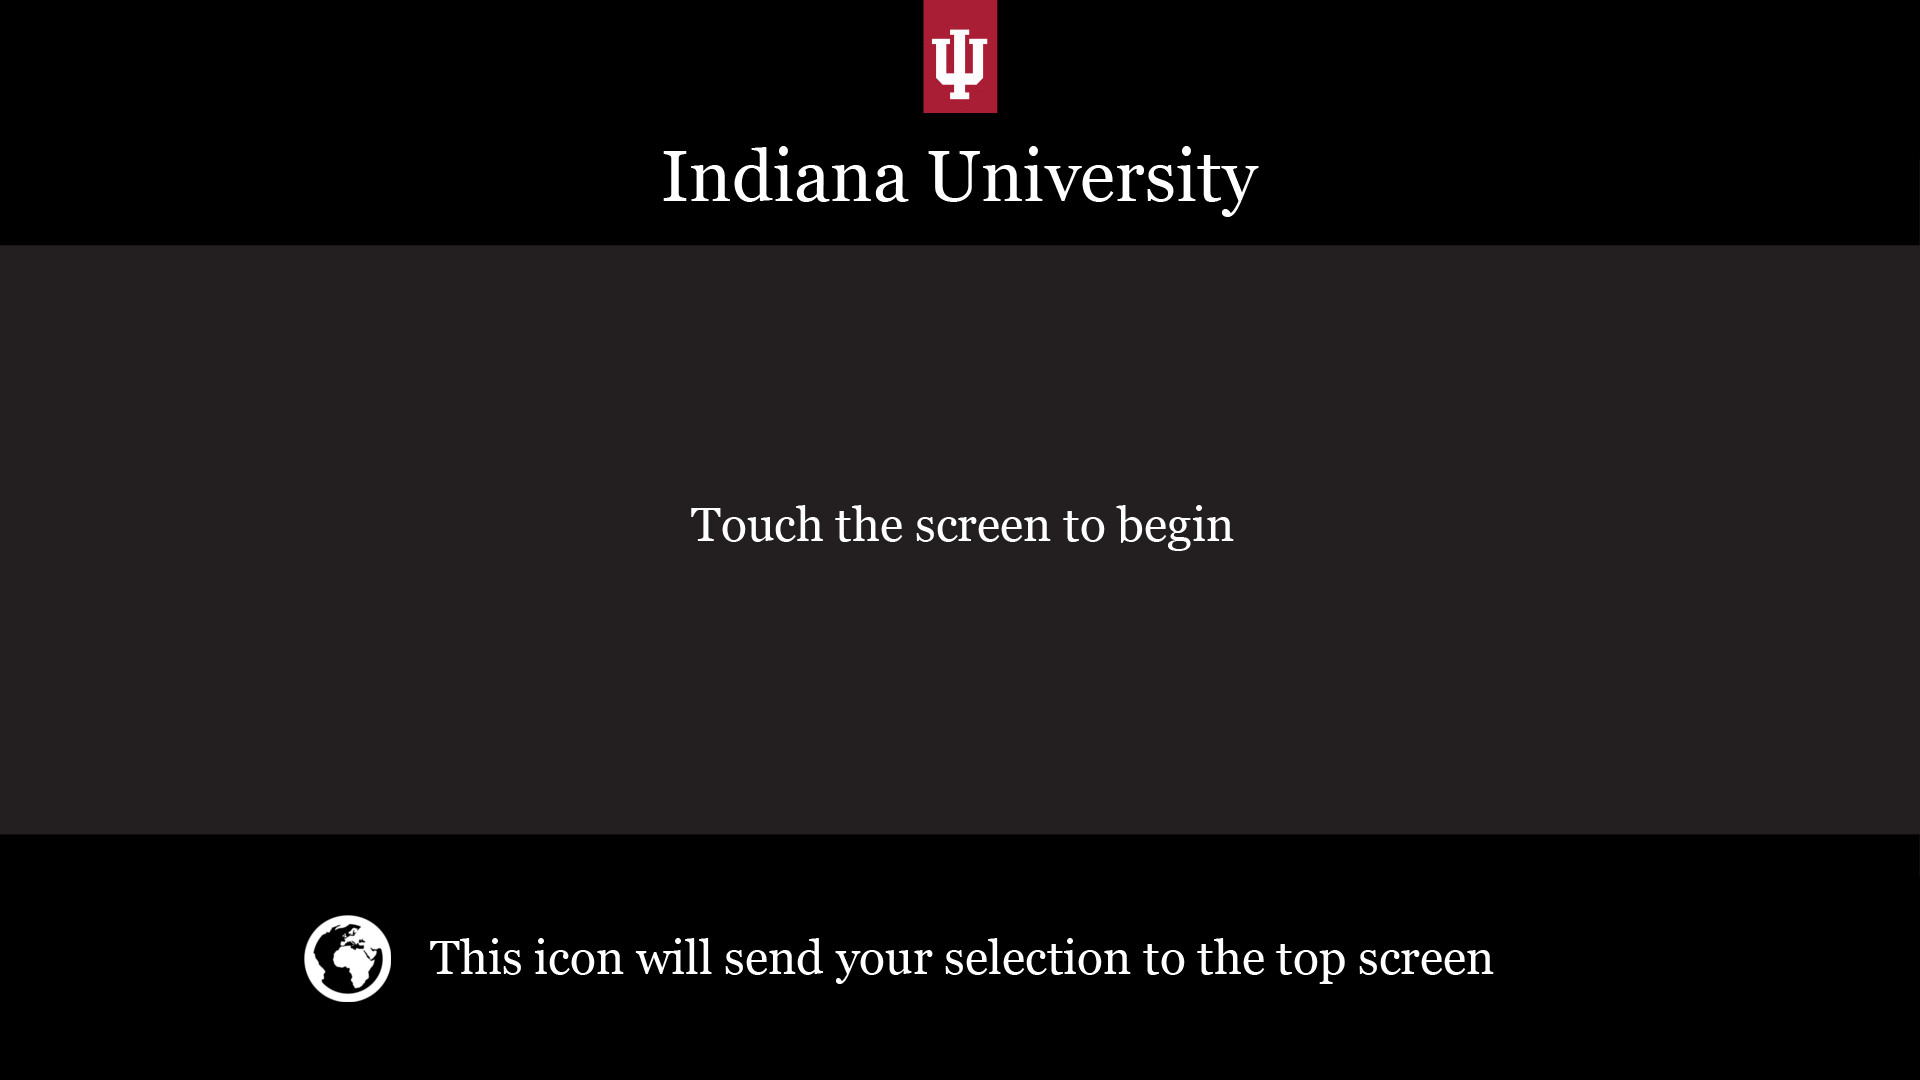 Indiana University
Touch the screen to begin
This icon will send your selection to the top screen